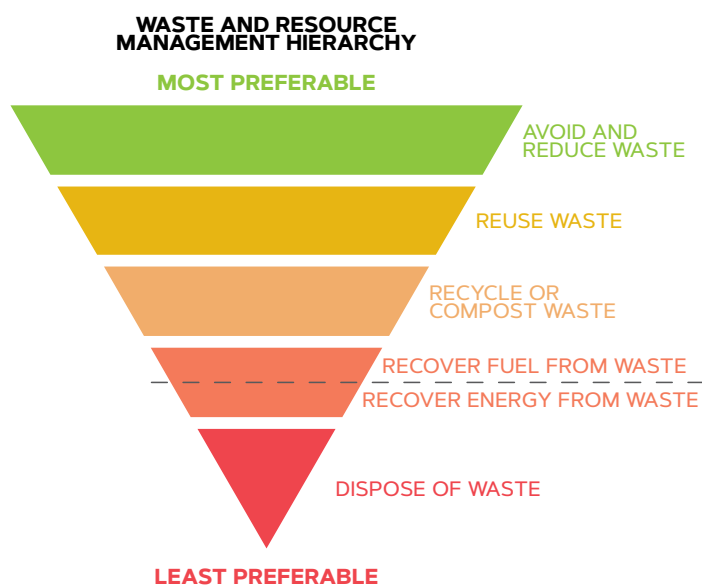 WASTE AND RESOURCE
MANAGEMENT HIERARCHY
MOST PREFERABLE
AVOID AND
REDUCE WASTE
REUSE WASTE
RECYCLE OR
COMPOST WASTE
RECOVER FUEL FROM WASTE
RECOVER ENERGY FROM WASTE
DISPOSE OF WASTE
LEAST PREFERABLE